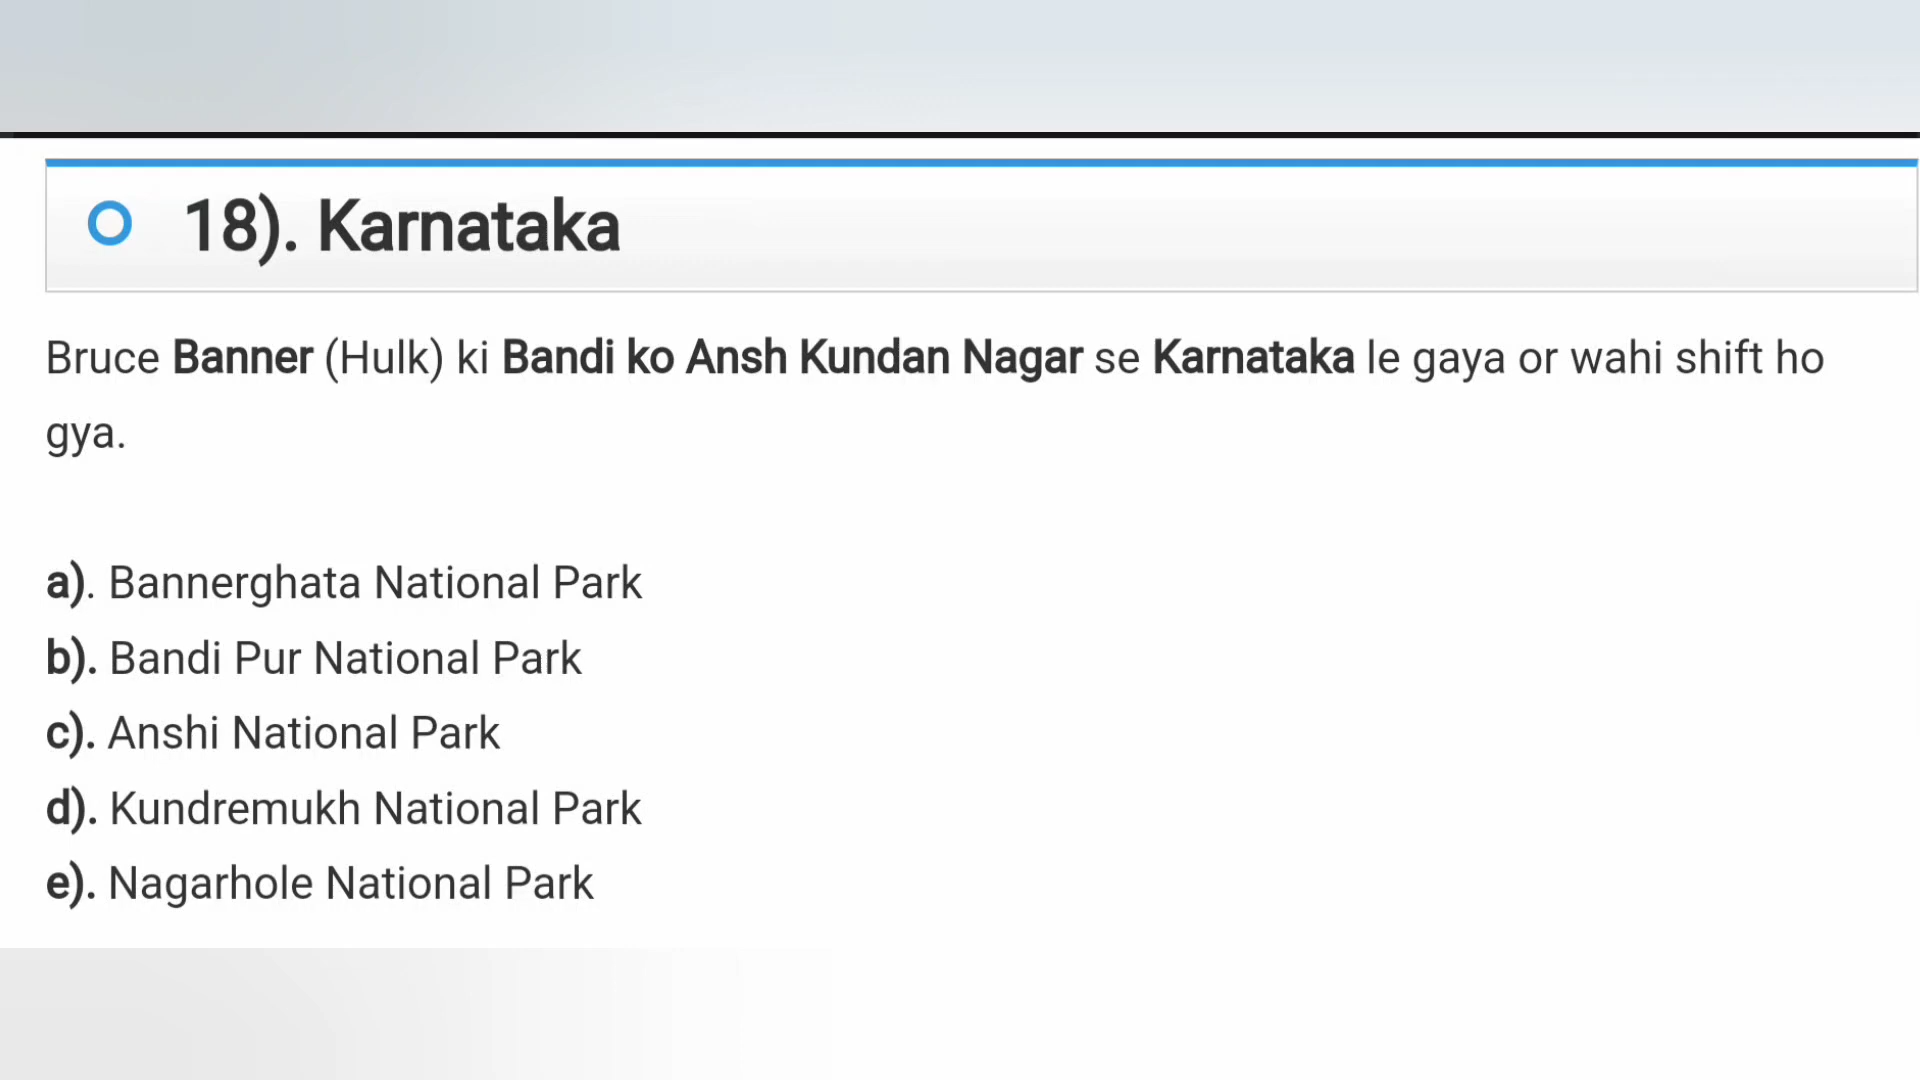 18). Karnataka
Bruce Banner (Hulk) ki Bandi ko Ansh Kundan Nagar se Karnataka le gaya or wahi shift ho
gya.
a). Bannerghata National Park
b). Bandi Pur National Park
c). Anshi National Park
d). Kundremukh National Park
e). Nagarhole National Park